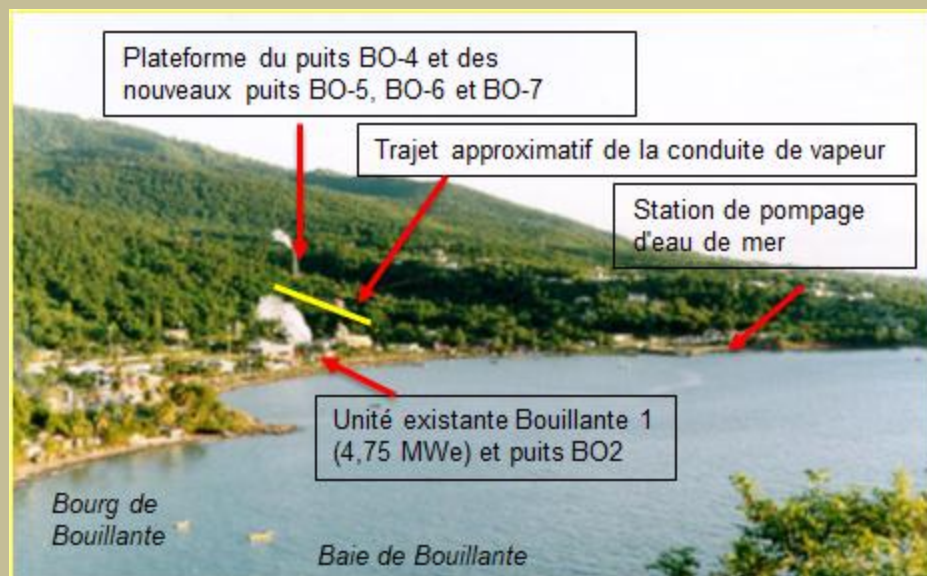 Plateforme du puits BO-4 et des
nouveaux puits BO-5, BO-6 et BO-7
Trajet approximatif de la conduite de vapeur
Station de pompage
d'eau de mer
Unité existante Bouillante 1
(4,75 MWe) et puits BO2
Bourg de
Bouillante
Baie de Bouillante